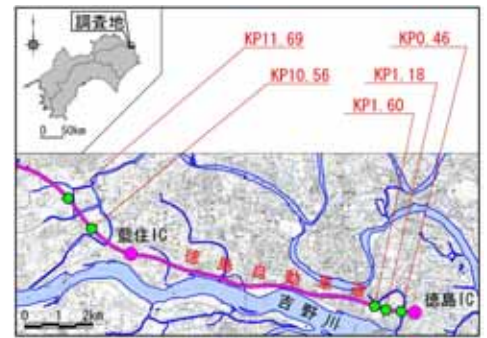 調査地
KP11.69
KP0.46
KP10.56
KP1.18
KP1.60
0 50km
藍住IC
徳島自動車道
徳島IC
吉野川
0 1 2km